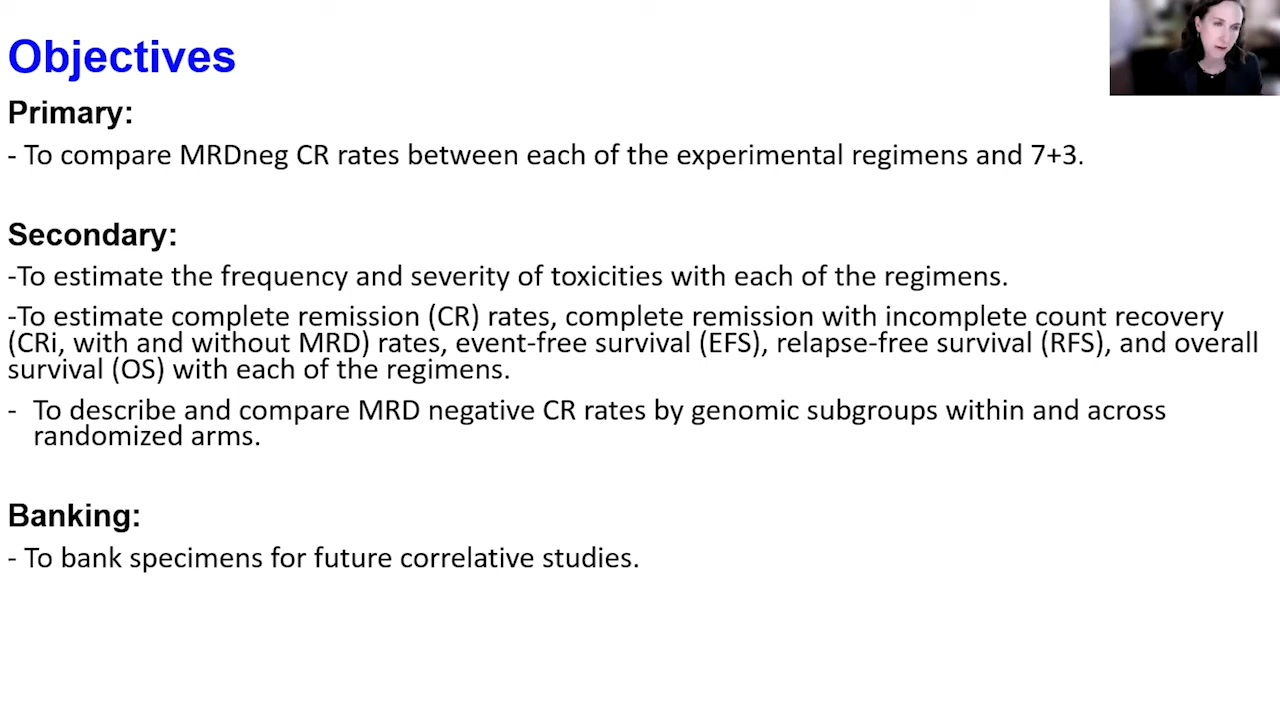 Objectives
Primary:
- To compare MRDneg CR rates between each of the experimental regimens and 7+3.
Secondary:
-To estimate the frequency and severity of toxicities with each of the regimens.
-To estimate complete remission (CR) rates, complete remission with incomplete count recovery
(CRi, with and without MRD) rates, event-free survival (EFS), relapse-free survival (RFS), and overall
survival (OS) with each of the regimens.
- To describe and compare MRD negative CR rates by genomic subgroups within and across
randomized arms.
Banking:
- To bank specimens for future correlative studies.